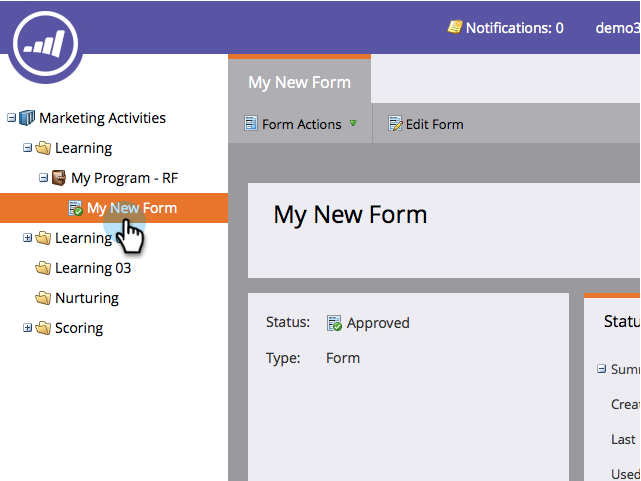 Notifications: 0 demo3
My New Form
Marketing Activities
Form Actions Edit Form
Learning
My Program - RF
My New Form
My New Form
Learning
Learning 03
Nurturing
Scoring
Status: Approved
Type: Form
Statu
Summ
Creat
Last
Used